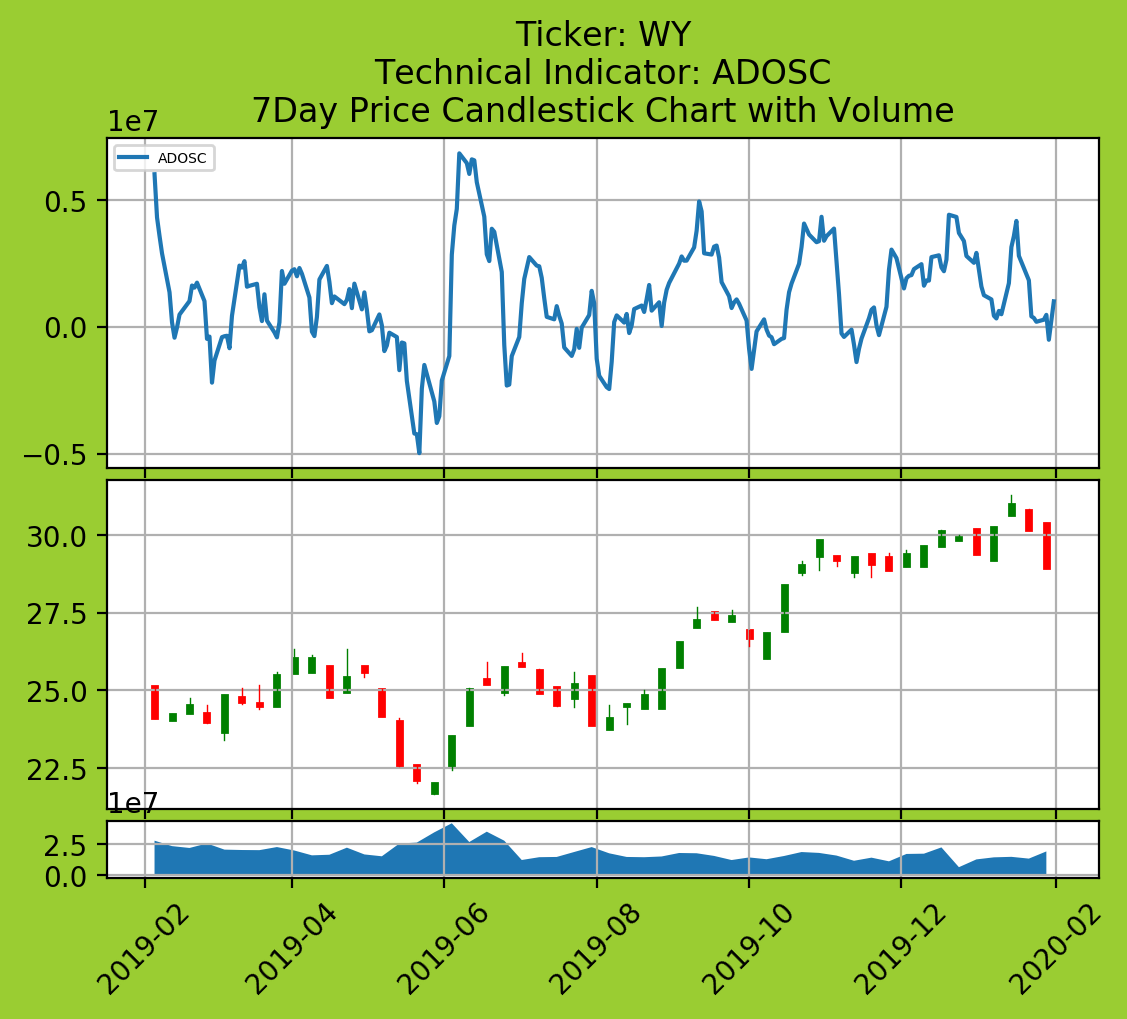 Ticker: WY
Technical Indicator: ADOSC
7Day Price Candlestick Chart with Volume
1e7
ADOSC
0.5
0.0
−0.5
30.0
27.5
25.0
22.5
1e7
2.5
0.0
2019-02
2019-04
2019-06
2019-08
2019-10
2019-12
2020-02